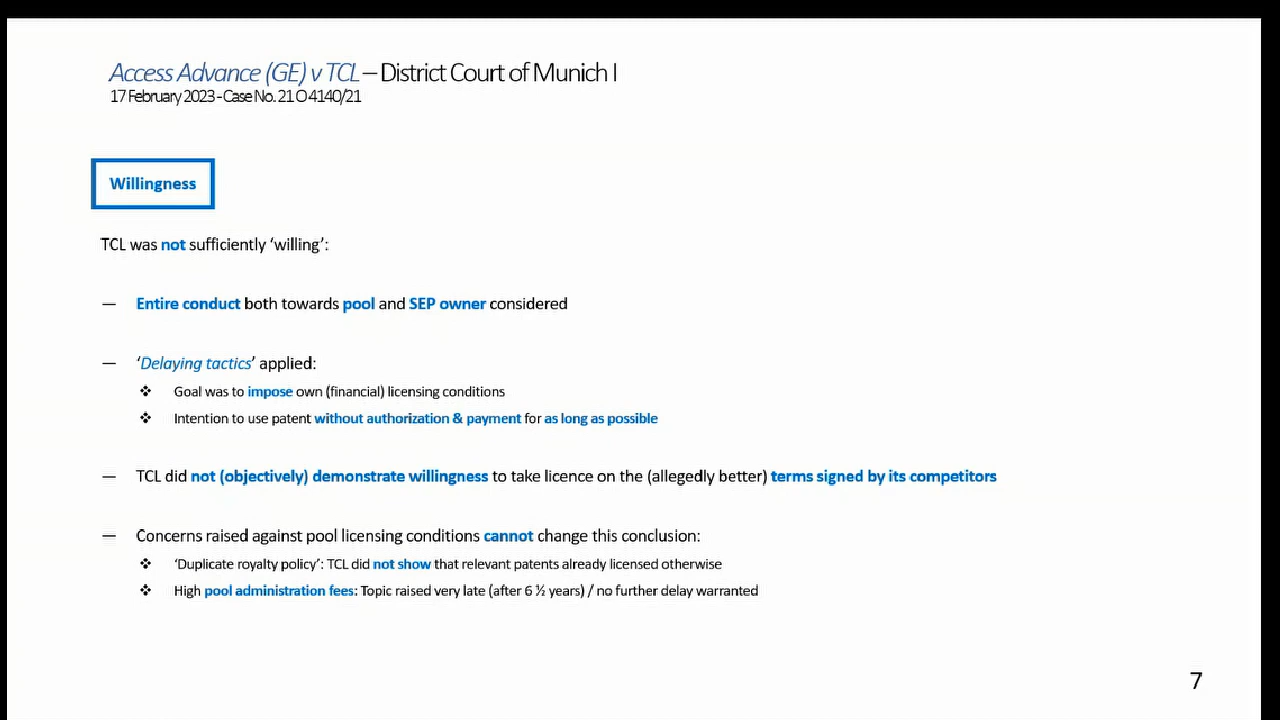 Access Advance (GE) v TCL – District Court of Munich I
17 February 2023 - Case No. 21 O 4140/21
Willingness
TCL was not sufficiently ‘willing’:
— Entire conduct both towards pool and SEP owner considered
— ‘Delaying tactics’ applied:
❖ Goal was to impose own (financial) licensing conditions
❖ Intention to use patent without authorization & payment for as long as possible
— TCL did not (objectively) demonstrate willingness to take licence on the (allegedly better) terms signed by its competitors
— Concerns raised against pool licensing conditions cannot change this conclusion:
❖ ‘Duplicate royalty policy’: TCL did not show that relevant patents already licensed otherwise
❖ High pool administration fees: Topic raised very late (after 6 ½ years) / no further delay warranted
7